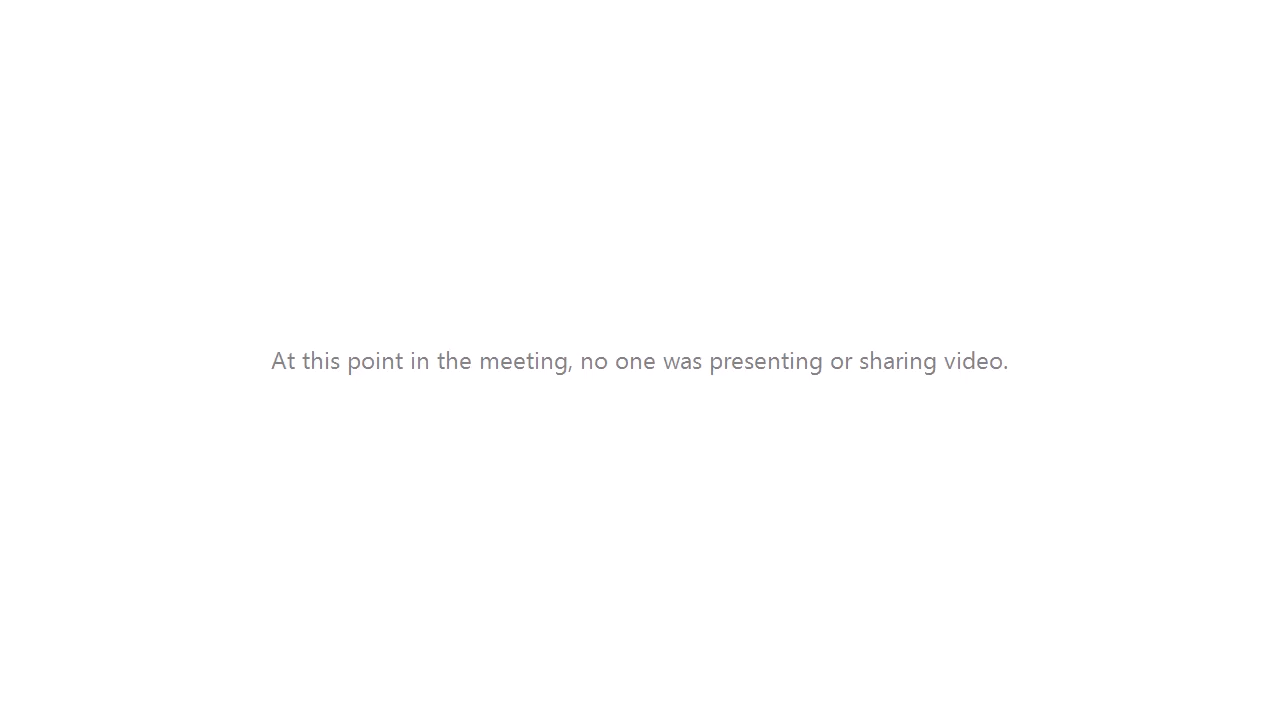 At this point in the meeting, no one was presenting or sharing video.